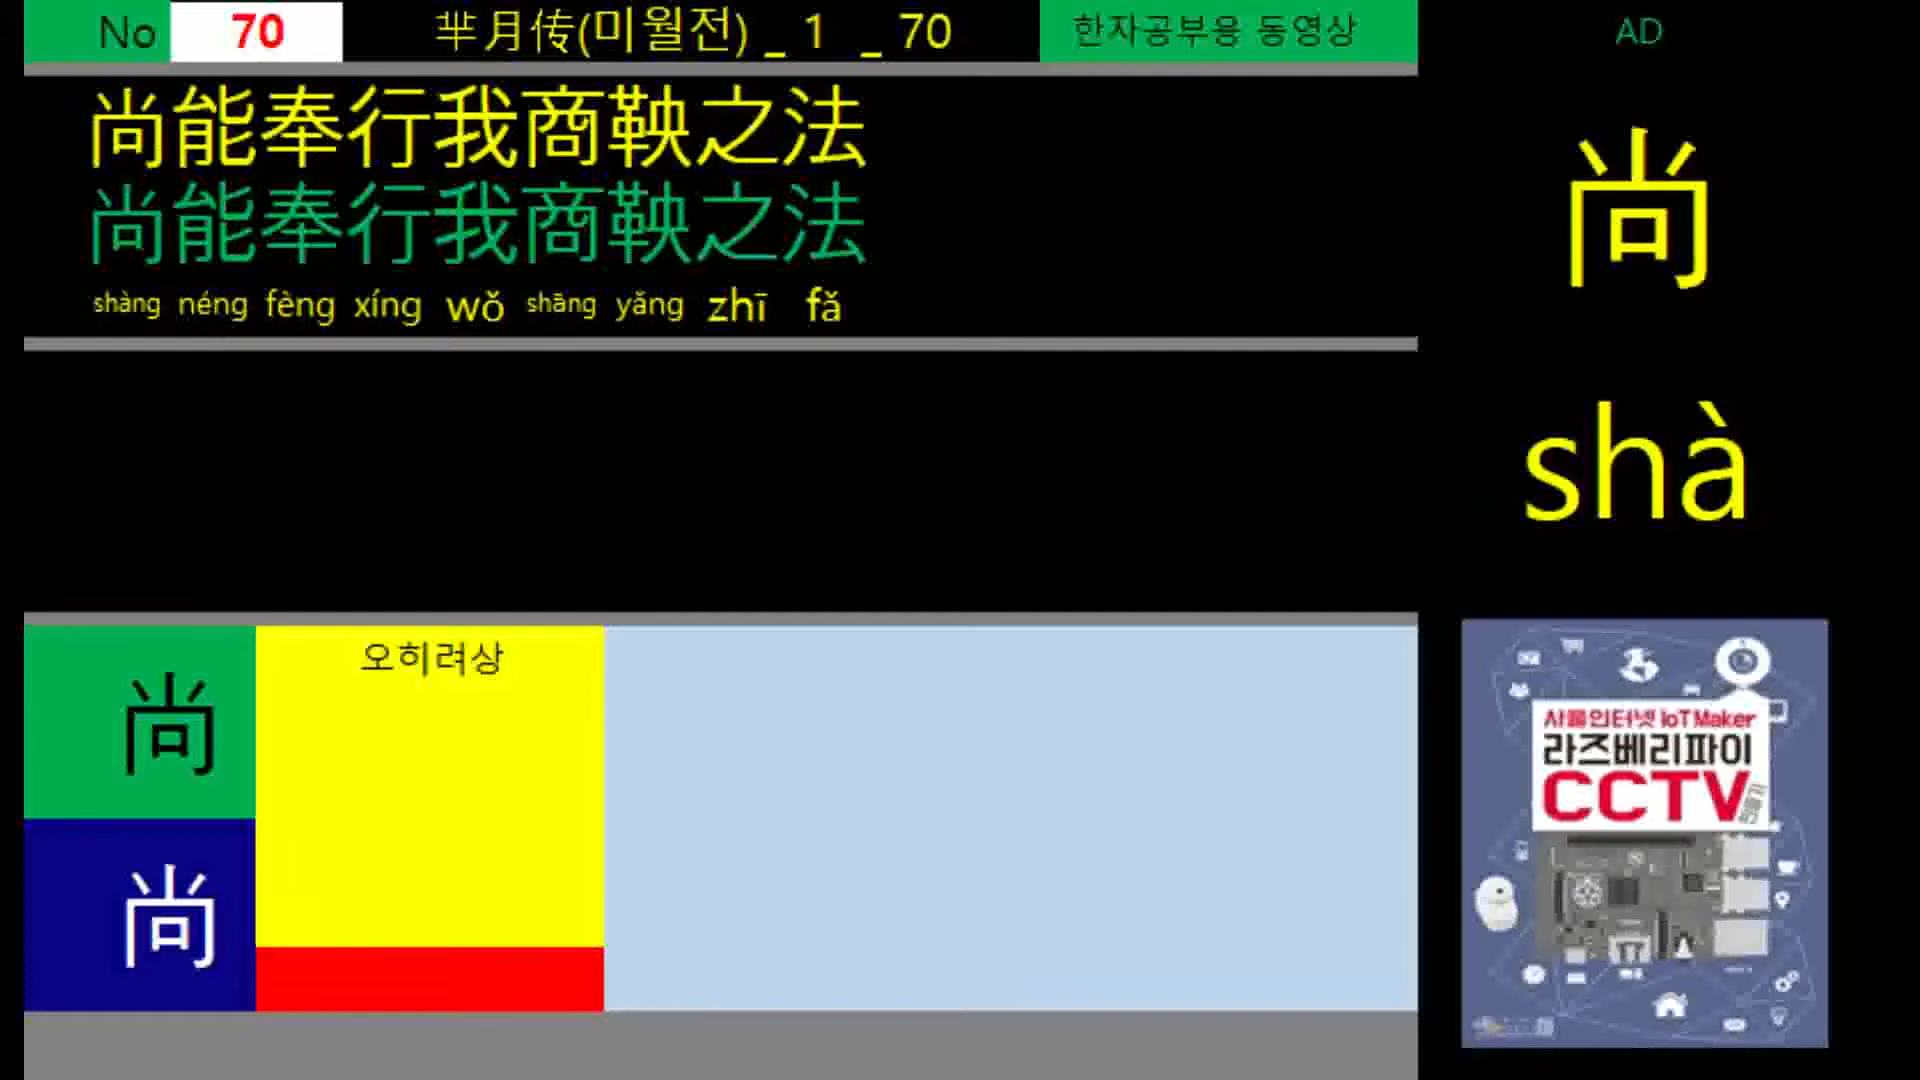 No 70 芈月传(미월전) _ 1 _ 70 한자공부용 동영상 AD
尚能奉行我商鞅之法
尚能奉行我商鞅之法
shàng néng fèng xíng wǒ shāng yǎng zhī fǎ
尚
shà
尚 오히려상
尚
사물인터넷 IoT Maker
라즈베리파이
CCTV